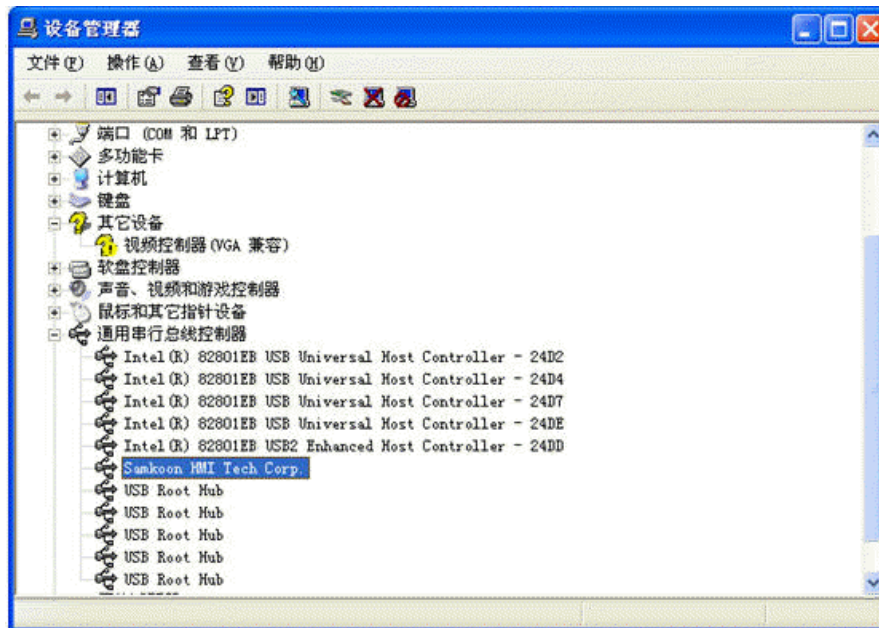 设备管理器
文件(F) 操作(A) 查看(V) 帮助(H)
端口 (COM 和 LPT)
多功能卡
计算机
键盘
其它设备
视频控制器(VGA 兼容)
软盘控制器
声音、视频和游戏控制器
鼠标和其它指针设备
通用串行总线控制器
Intel(R) 82801EB USB Universal Host Controller - 24D2
Intel(R) 82801EB USB Universal Host Controller - 24D4
Intel(R) 82801EB USB Universal Host Controller - 24D7
Intel(R) 82801EB USB Universal Host Controller - 24DE
Intel(R) 82801EB USB2 Enhanced Host Controller - 24DD
Samkoon HMI Tech Corp.
USB Root Hub
USB Root Hub
USB Root Hub
USB Root Hub
USB Root Hub